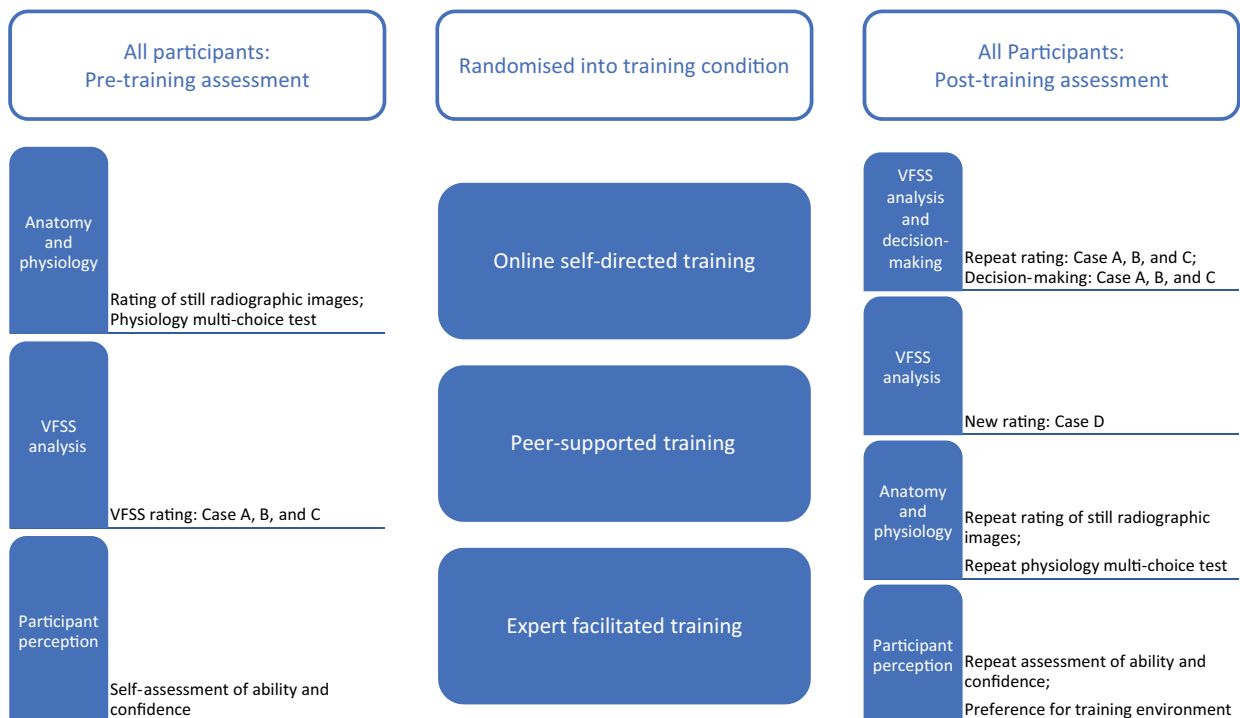 All participants:
Pre-training assessment
Anatomy
and
physiology
Rating of still radiographic images;
Physiology multi-choice test
VFSS
analysis
VFSS rating: Case A, B, and C
Participant
perception
Self-assessment of ability and
confidence
Randomised into training condition
Online self-directed training
Peer-supported training
Expert facilitated training
All Participants:
Post-training assessment
VFSS
analysis
and
decision-
making
Repeat rating: Case A, B, and C;
Decision-making: Case A, B, and C
VFSS
analysis
New rating: Case D
Anatomy
and
physiology
Repeat rating of still radiographic
images;
Repeat physiology multi-choice test
Participant
perception
Repeat assessment of ability and
confidence;
Preference for training environment